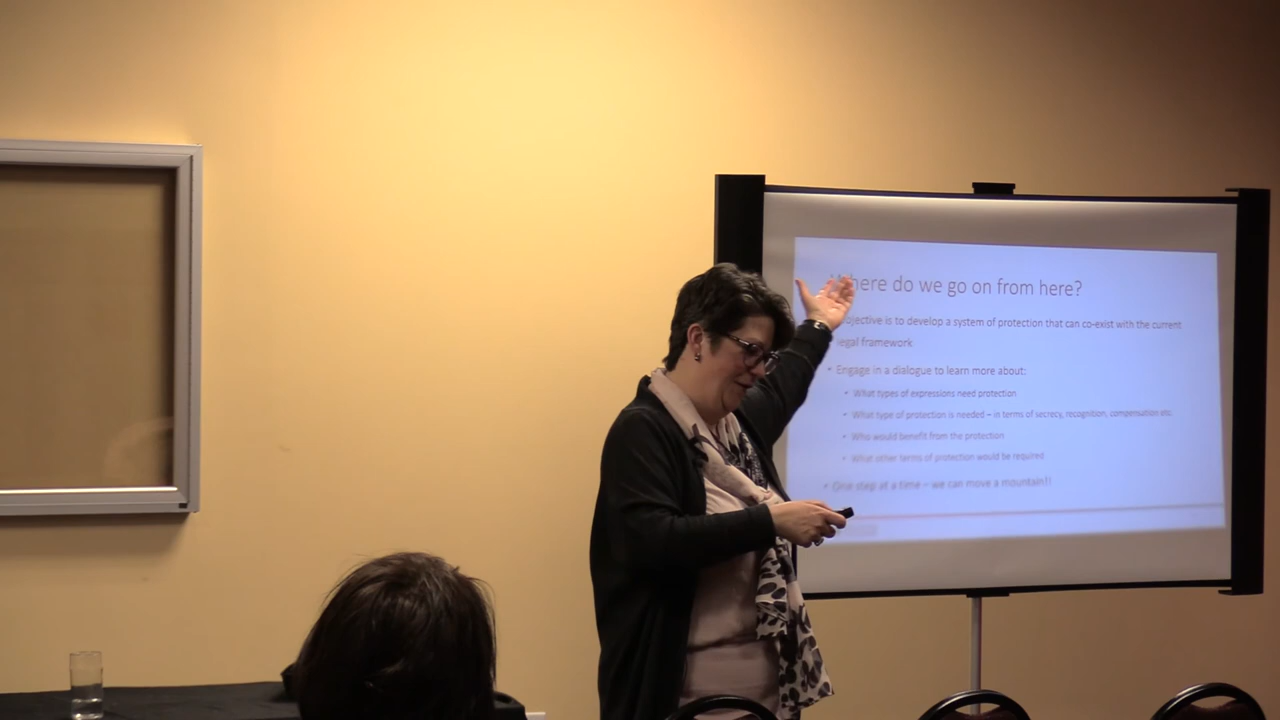 Where do we go on from here?
objective is to develop a system of protection that can co-exist with the current
legal framework
• Engage in a dialogue to learn more about:
• What types of expressions need protection
• What type of protection is needed – in terms of secrecy, recognition, compensation etc.
• Who would benefit from the protection
• What other terms of protection would be required
• One step at a time – we can move a mountain!!